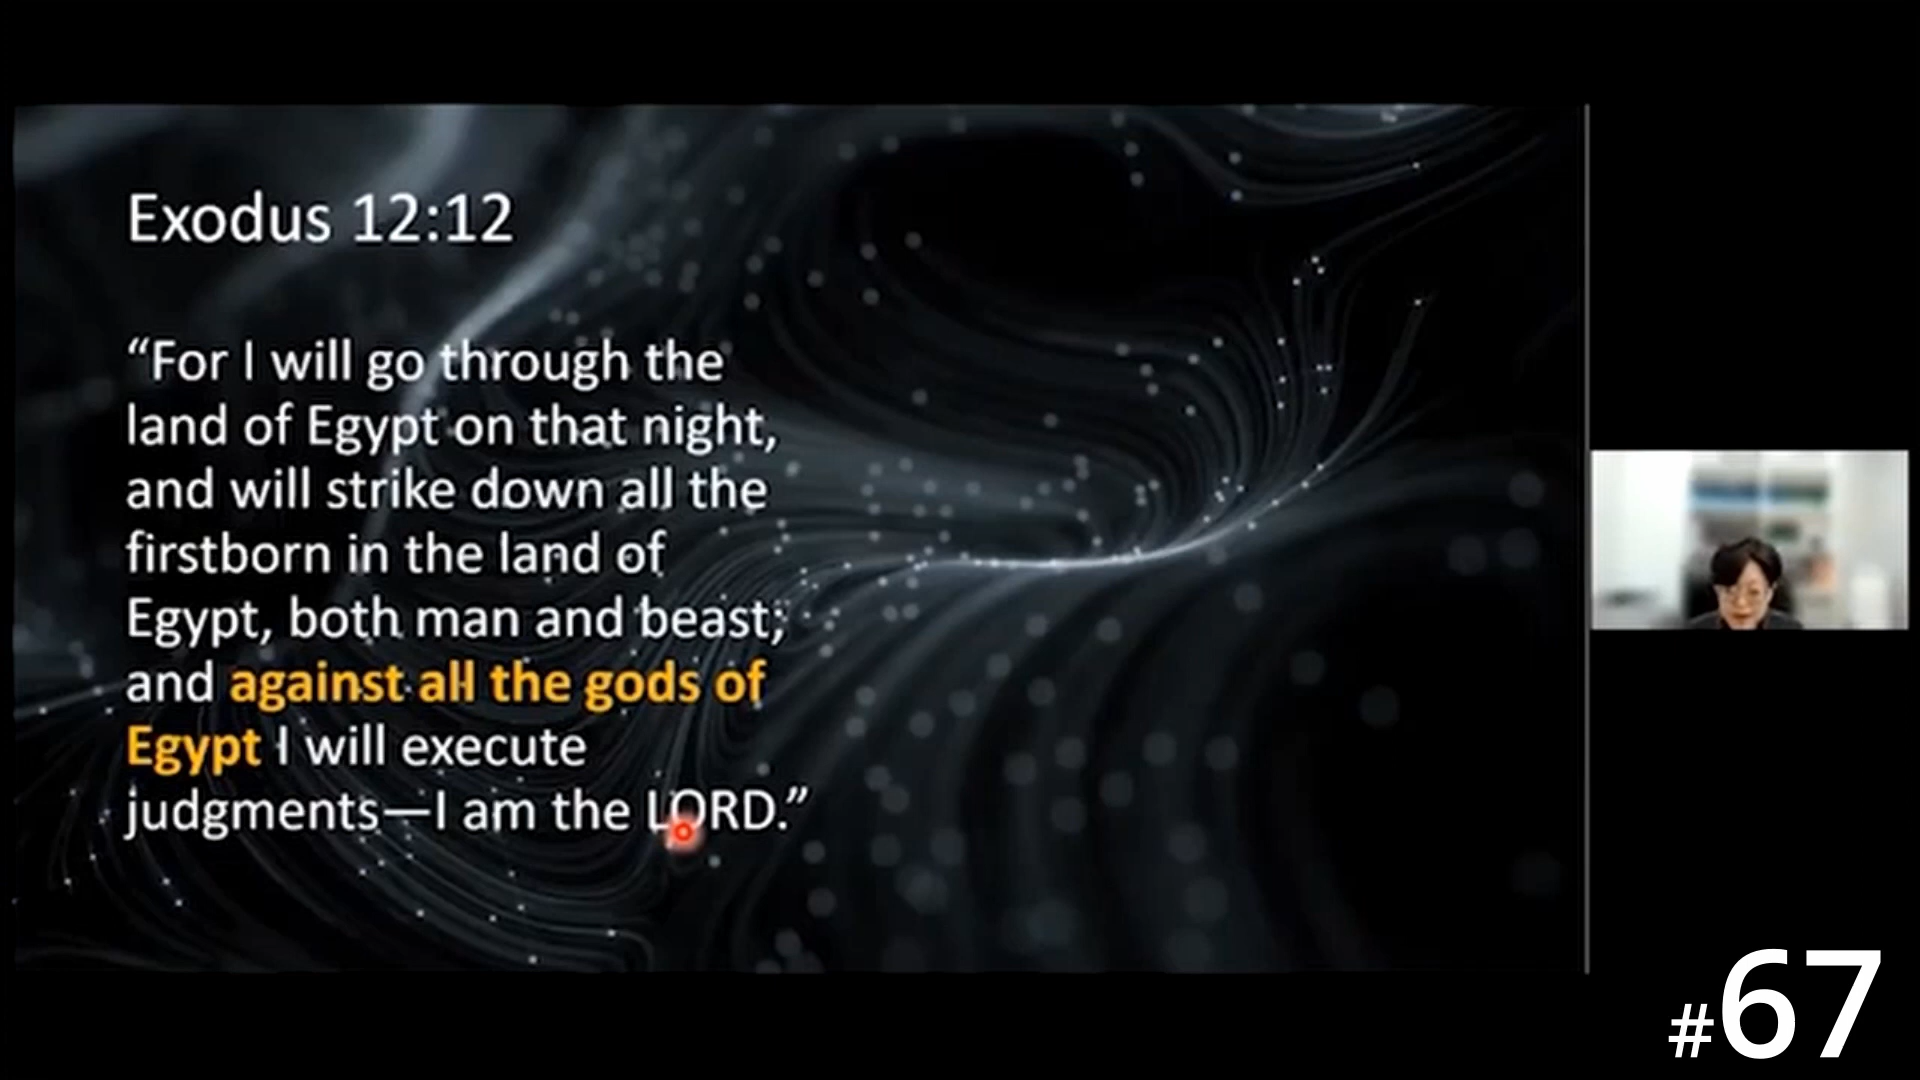 Exodus 12:12
“For I will go through the
land of Egypt on that night,
and will strike down all the
firstborn in the land of
Egypt, both man and beast;
and against all the gods of
Egypt I will execute
judgments—I am the LORD.”
#67